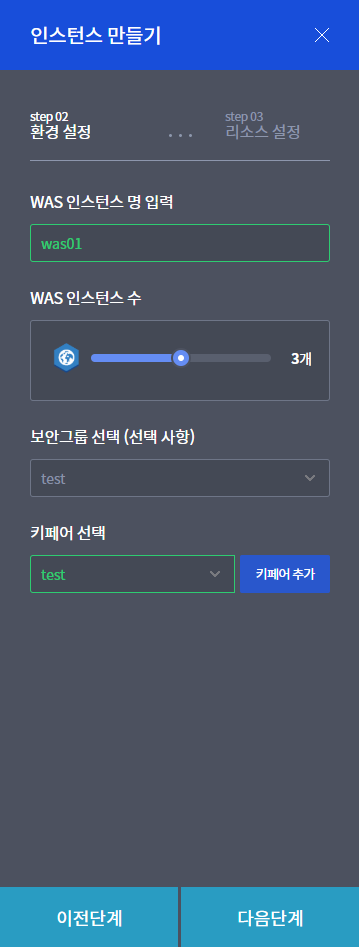 인스턴스 만들기
step 02
환경 설정
...
step 03
리소스 설정
WAS 인스턴스 명 입력
was01
WAS 인스턴스 수
3개
보안그룹 선택 (선택 사항)
test
키페어 선택
test
키페어 추가
이전단계
다음단계